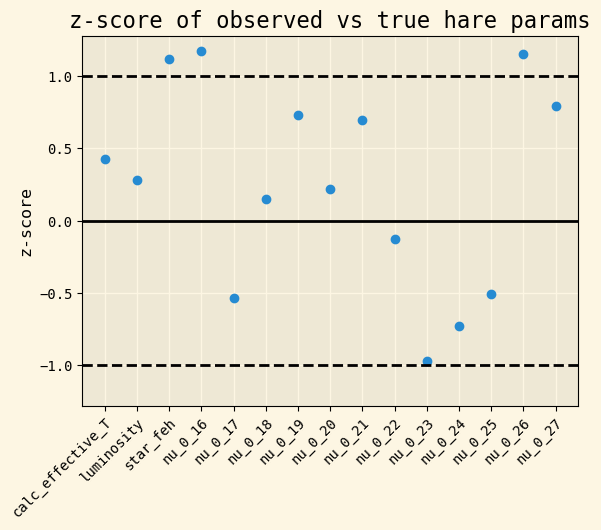 z-score of observed vs true hare params
z-score
1.0
0.5
0.0
−0.5
−1.0
calc_effective_T
luminosity
star_feh
nu_0_16
nu_0_17
nu_0_18
nu_0_19
nu_0_20
nu_0_21
nu_0_22
nu_0_23
nu_0_24
nu_0_25
nu_0_26
nu_0_27